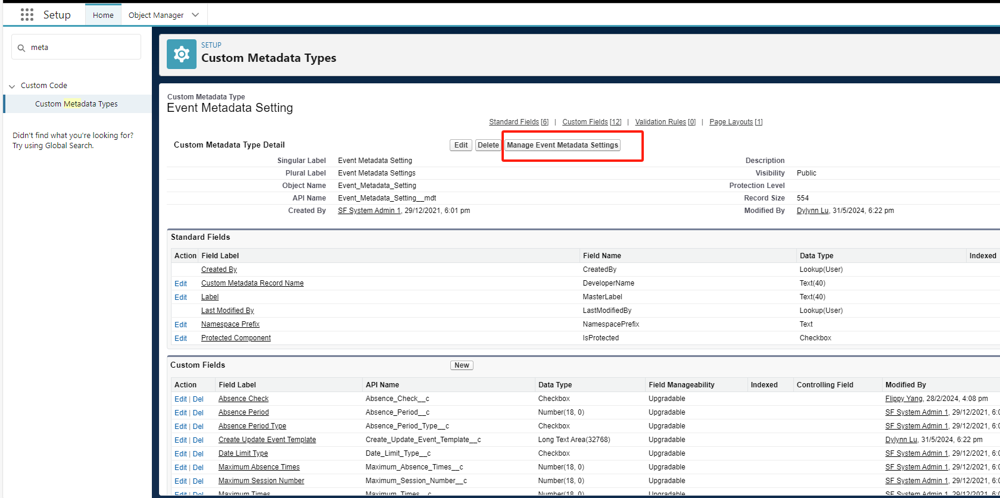 Setup Home Object Manager
meta
Custom Code
Custom Metadata Types
Didn't find what you're looking for?
Try using Global Search.
SETUP
Custom Metadata Types
Custom Metadata Type
Event Metadata Setting
Standard Fields [6] | Custom Fields [12] | Validation Rules [0] | Page Layouts [1]
Custom Metadata Type Detail Edit Delete Manage Event Metadata Settings
Singular Label Event Metadata Setting Description
Plural Label Event Metadata Settings Visibility Public
Object Name Event_Metadata_Setting Protection Level
API Name Event_Metadata_Setting__mdt Record Size 554
Created By SF System Admin 1, 29/12/2021, 6:01 pm Modified By Dylynn Lu, 31/5/2024, 6:22 pm
Standard Fields
Action Field Label Field Name Data Type Indexed
Created By CreatedBy Lookup(User)
Edit Custom Metadata Record Name DeveloperName Text(40)
Edit Label MasterLabel Text(40)
Last Modified By LastModifiedBy Lookup(User)
Edit Namespace Prefix NamespacePrefix Text
Edit Protected Component IsProtected Checkbox
Custom Fields New
Action Field Label API Name Data Type Field Manageability Indexed Controlling Field Modified By
Edit | Del Absence Check Absence_Check__c Checkbox Upgradable Flippy Yang, 28/2/2024, 4:08 pm
Edit | Del Absence Period Absence_Period__c Number(18, 0) Upgradable SF System Admin 1, 29/12/2021, 6:0
Edit | Del Absence Period Type Absence_Period_Type__c Checkbox Upgradable SF System Admin 1, 29/12/2021, 6:0
Edit | Del Create Update Event Template Create_Update_Event_Template__c Long Text Area(32768) Upgradable Dylynn Lu, 31/5/2024, 6:22 pm
Edit | Del Date Limit Type Date_Limit_Type__c Checkbox Upgradable SF System Admin 1, 29/12/2021, 6:0
Edit | Del Maximum Absence Times Maximum_Absence_Times__c Number(18, 0) Upgradable SF System Admin 1, 29/12/2021, 6:0
Edit | Del Maximum Session Number Maximum_Session_Number__c Number(18, 0) Upgradable SF System Admin 1, 29/12/2021, 6:0
Edit | Del Maximum Times Maximum_Times__c Number(18, 0) Upgradable SF System Admin 1, 29/12/2021, 6:0